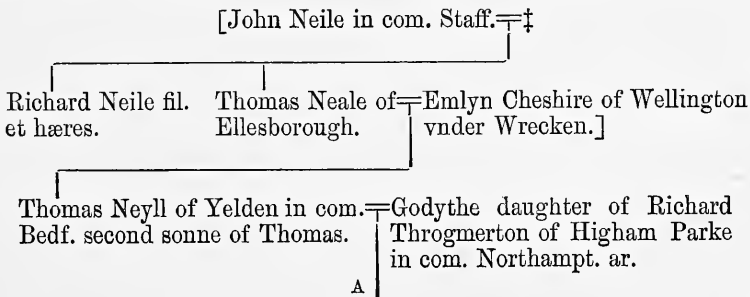 [John Neile in com. Staff.=‡
Richard Neile fil. et hæres.
Thomas Neale of Ellesborough.=Emlyn Cheshire of Wellington vnder Wrecken.]
Thomas Neyll of Yelden in com. Bedf. second sonne of Thomas.=Godythe daughter of Richard Throgmerton of Higham Parke in com. Northampt. ar.
A